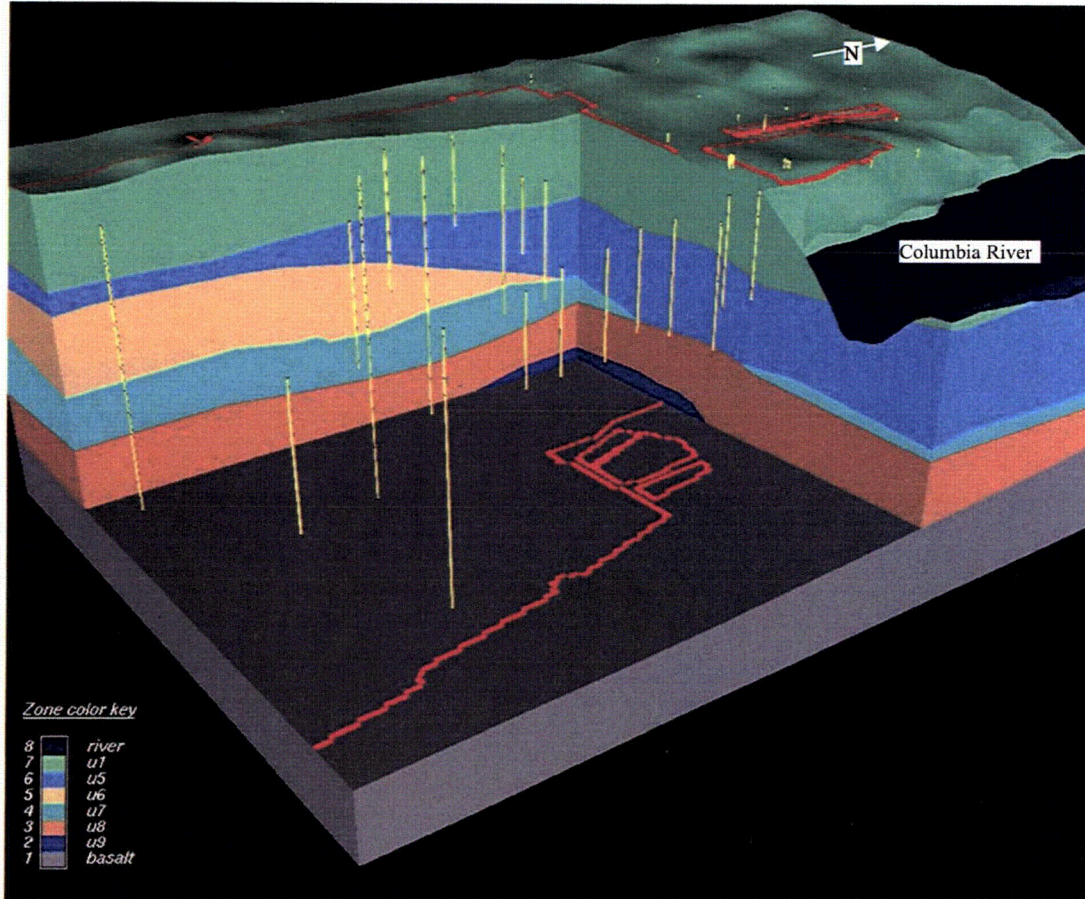 N
Columbia River
Zone color key
8 river
7 u1
6 u5
5 u6
4 u7
3 u8
2 u9
1 basalt